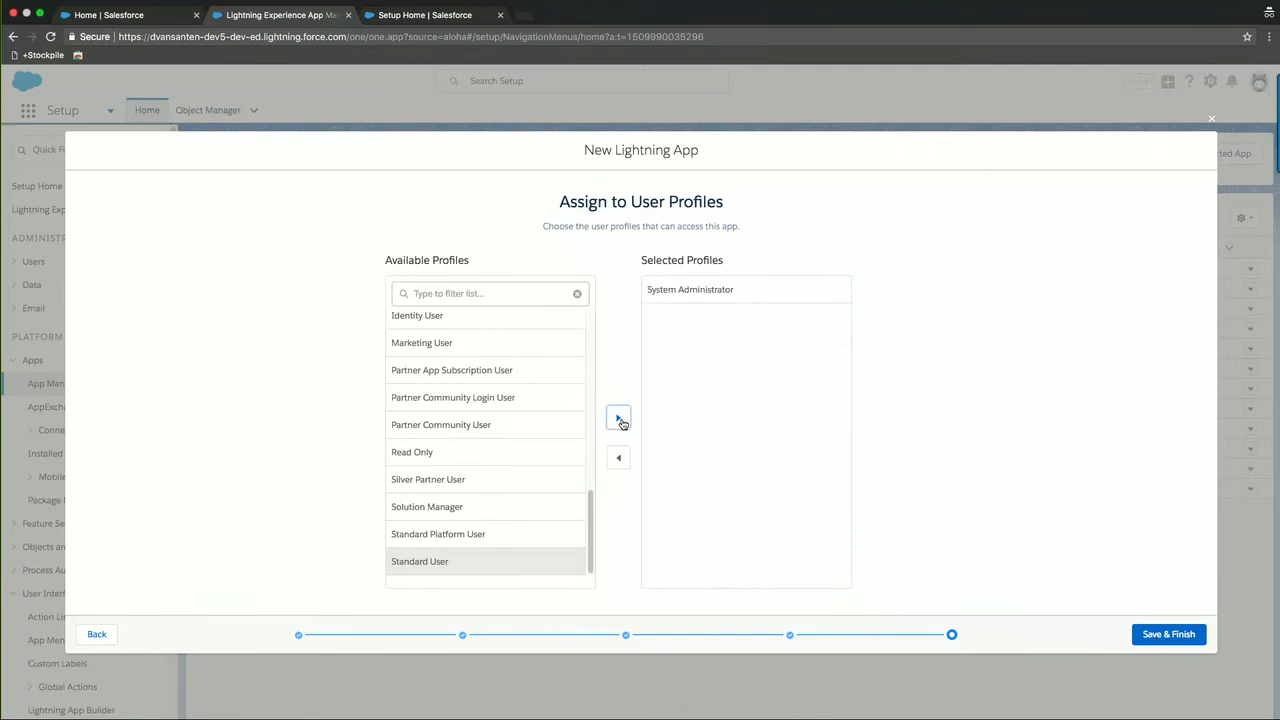 Home | Salesforce
Lightning Experience App Ma
Setup Home | Salesforce
Secure | https://dvansanten-dev5-dev-ed.lightning.force.com/one/one.app?source=aloha#/setup/NavigationMenus/home?a:t=1509990035296
+Stockpile
Search Setup
Setup
Home
Object Manager
Quick Fi
cted App
New Lightning App
Setup Home
Lightning Exp
ADMINISTR
Users
Data
Email
PLATFORM
Apps
App Man
AppExch
Conne
Installed
Mobile
Package M
Feature Se
Objects an
Process Au
User Interf
Action Lin
App Menu
Custom Labels
Global Actions
Lightning App Builder
Assign to User Profiles
Choose the user profiles that can access this app.
Available Profiles
Type to filter list...
Identity User
Marketing User
Partner App Subscription User
Partner Community Login User
Partner Community User
Read Only
Silver Partner User
Solution Manager
Standard Platform User
Standard User
Selected Profiles
System Administrator
Back
Save & Finish